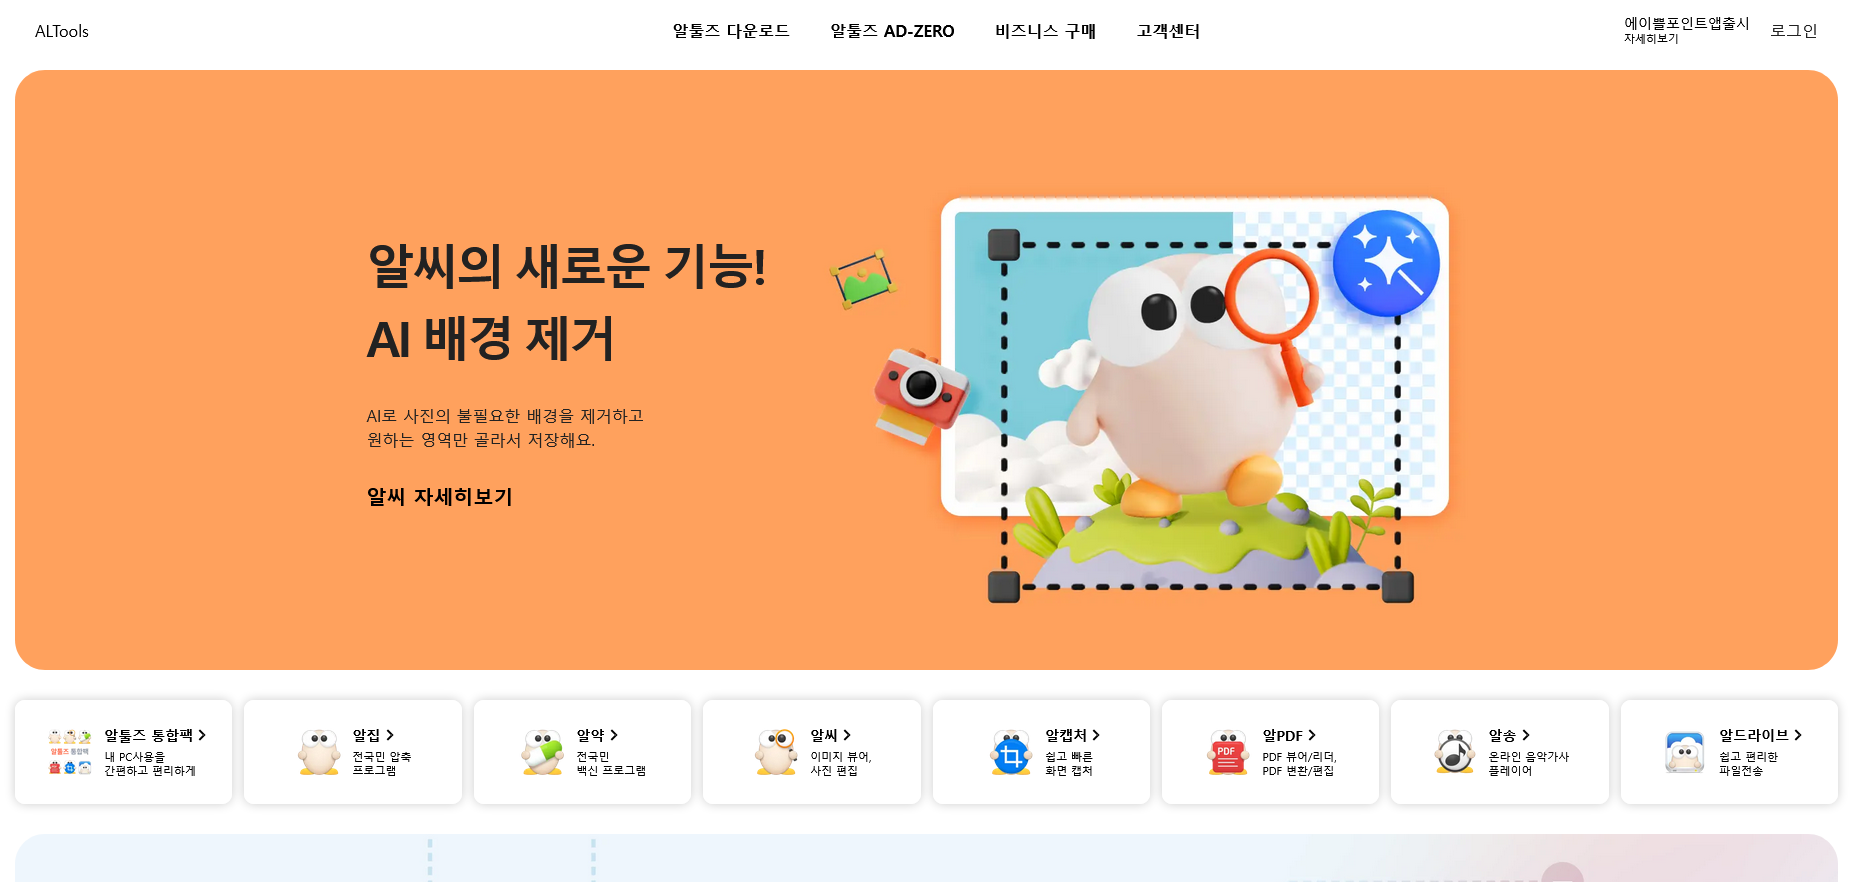 ALTools
알툴즈 다운로드
알툴즈 AD-ZERO
비즈니스 구매
고객센터
에이쁠포인트앱출시
자세히보기
로그인
알씨의 새로운 기능!
AI 배경 제거
AI로 사진의 불필요한 배경을 제거하고
원하는 영역만 골라서 저장해요.
알씨 자세히보기
알툴즈 통합팩
알툴즈 통합팩
내 PC사용을
간편하고 편리하게
알집
전국민 압축
프로그램
알약
전국민
백신 프로그램
알씨
이미지 뷰어,
사진 편집
알캡처
쉽고 빠른
화면 캡처
PDF
알PDF
PDF 뷰어/리더,
PDF 변환/편집
알송
온라인 음악가사
플레이어
알드라이브
쉽고 편리한
파일전송